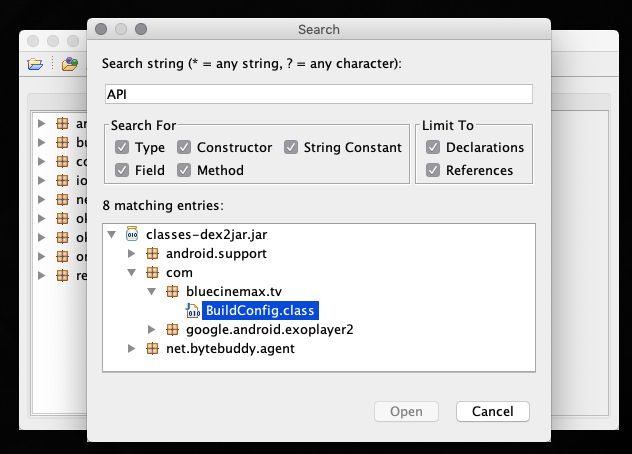 Search
Search string (* = any string, ? = any character):
API
Search For
Limit To
Type Constructor String Constant
Declarations
Field Method
References
8 matching entries:
classes-dex2jar.jar
android.support
com
bluecinemax.tv
BuildConfig.class
google.android.exoplayer2
net.bytebuddy.agent
Open Cancel
ar
bu
co
io
ne
ok
ok
or
re